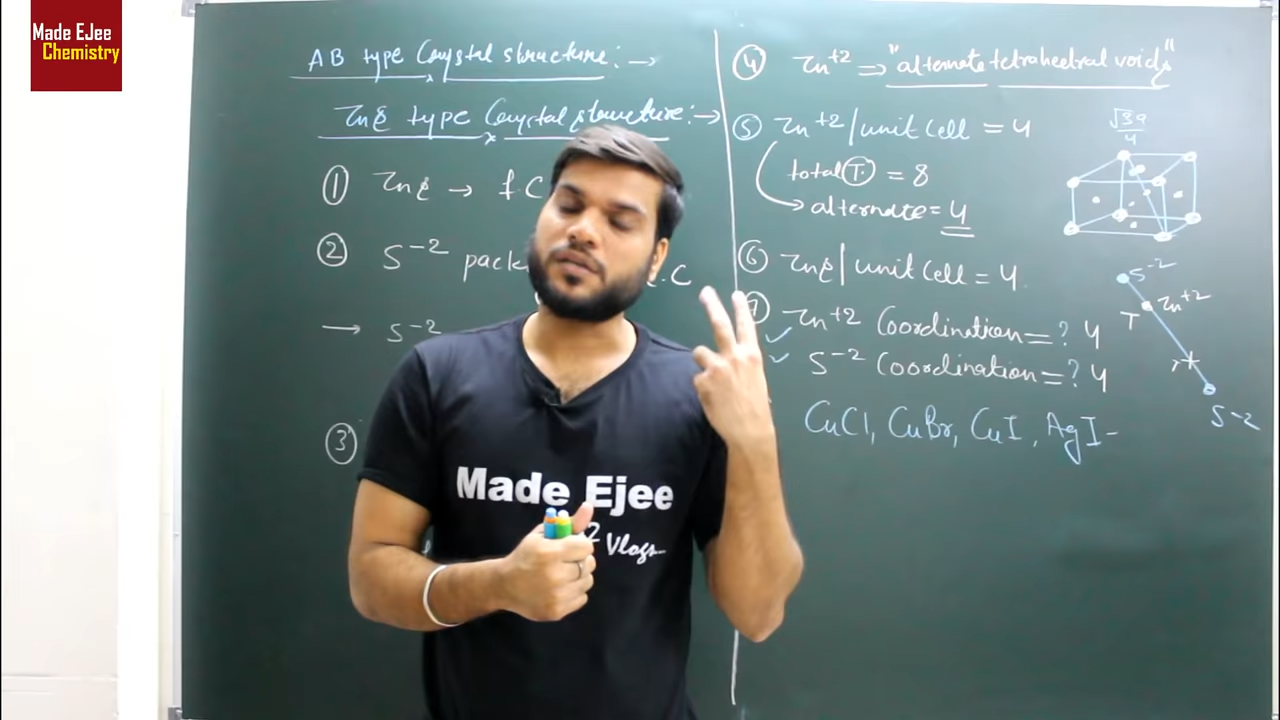 Made EJee
Chemistry
AB type Crystal structure:→
ZnS type Crystal structure:→
① ZnS → f.C
② S⁻² pack
.C
→ S⁻²
③
Made Ejee
Vlogs...
④ Zn⁺² ⇒ "alternate tetrahedral voids"
⑤ Zn⁺²/unit Cell = 4
total T. = 8
→ alternate = 4
⑥ ZnS/unit Cell = 4.
Zn⁺² Coordination = ? 4
S⁻² Coordination = ? 4
CuCl, CuBr, CuI, AgI-
√3a
4
S⁻²
Zn⁺²
T
S⁻²